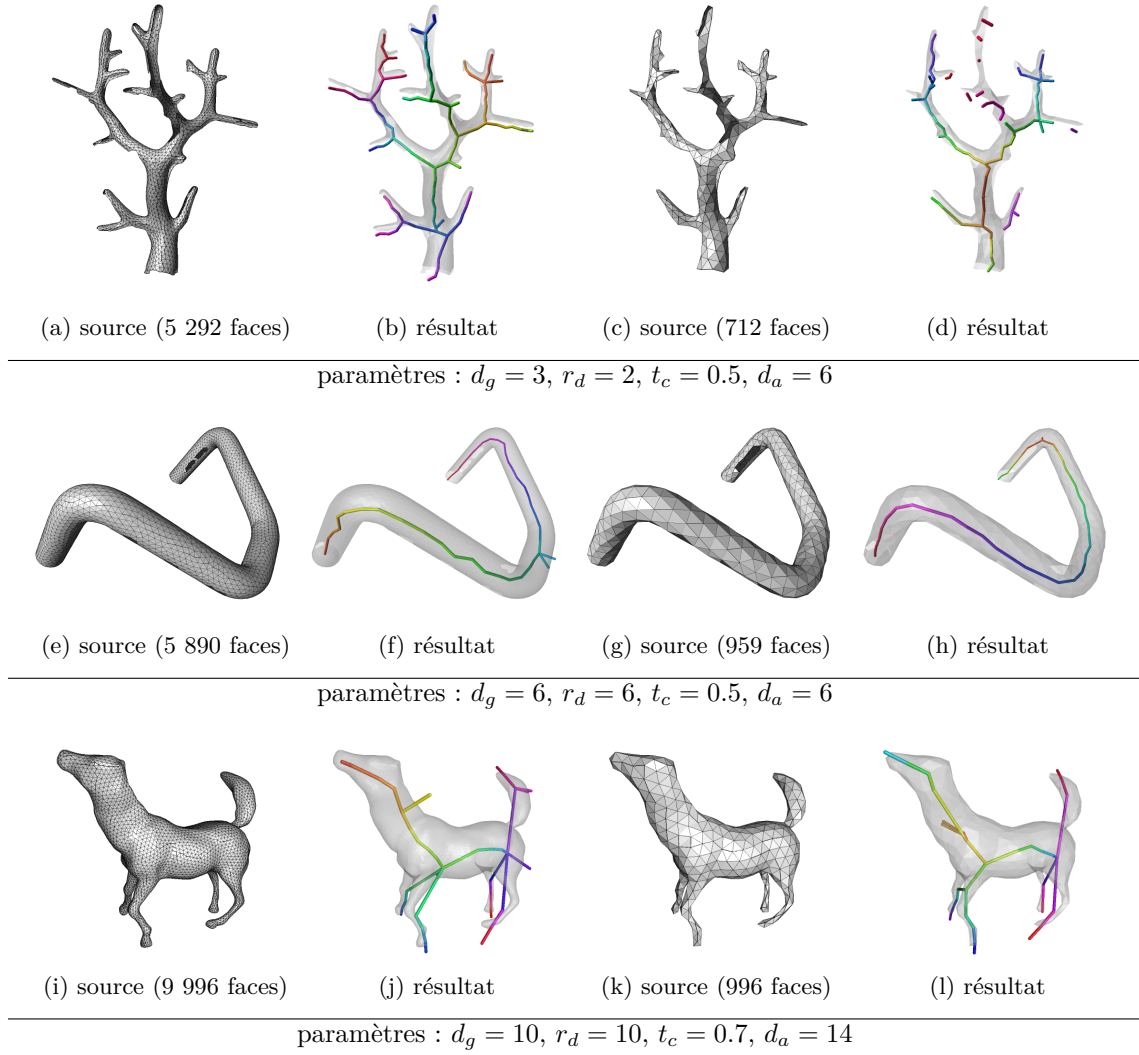 (a) source (5 292 faces) (b) résultat (c) source (712 faces) (d) résultat
paramètres : d_g = 3, r_d = 2, t_c = 0.5, d_a = 6
(e) source (5 890 faces) (f) résultat (g) source (959 faces) (h) résultat
paramètres : d_g = 6, r_d = 6, t_c = 0.5, d_a = 6
(i) source (9 996 faces) (j) résultat (k) source (996 faces) (l) résultat
paramètres : d_g = 10, r_d = 10, t_c = 0.7, d_a = 14